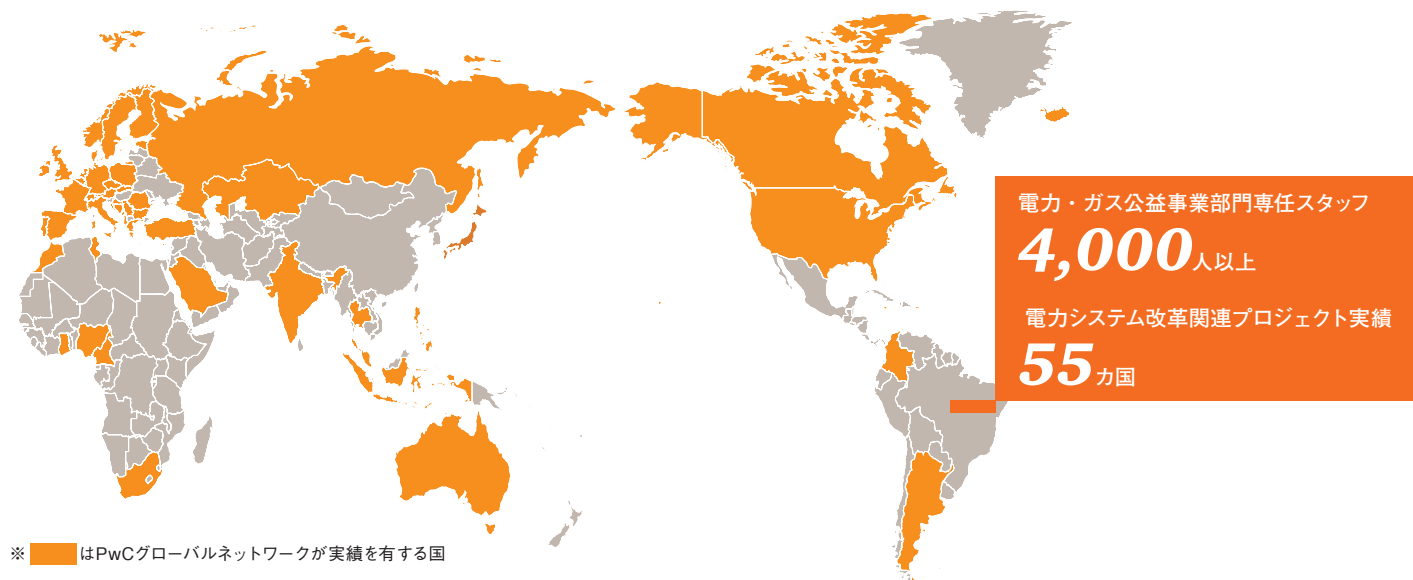 電力・ガス公益事業部門専任スタッフ
4,000人以上
電力システム改革関連プロジェクト実績
55カ国
※ はPwCグローバルネットワークが実績を有する国